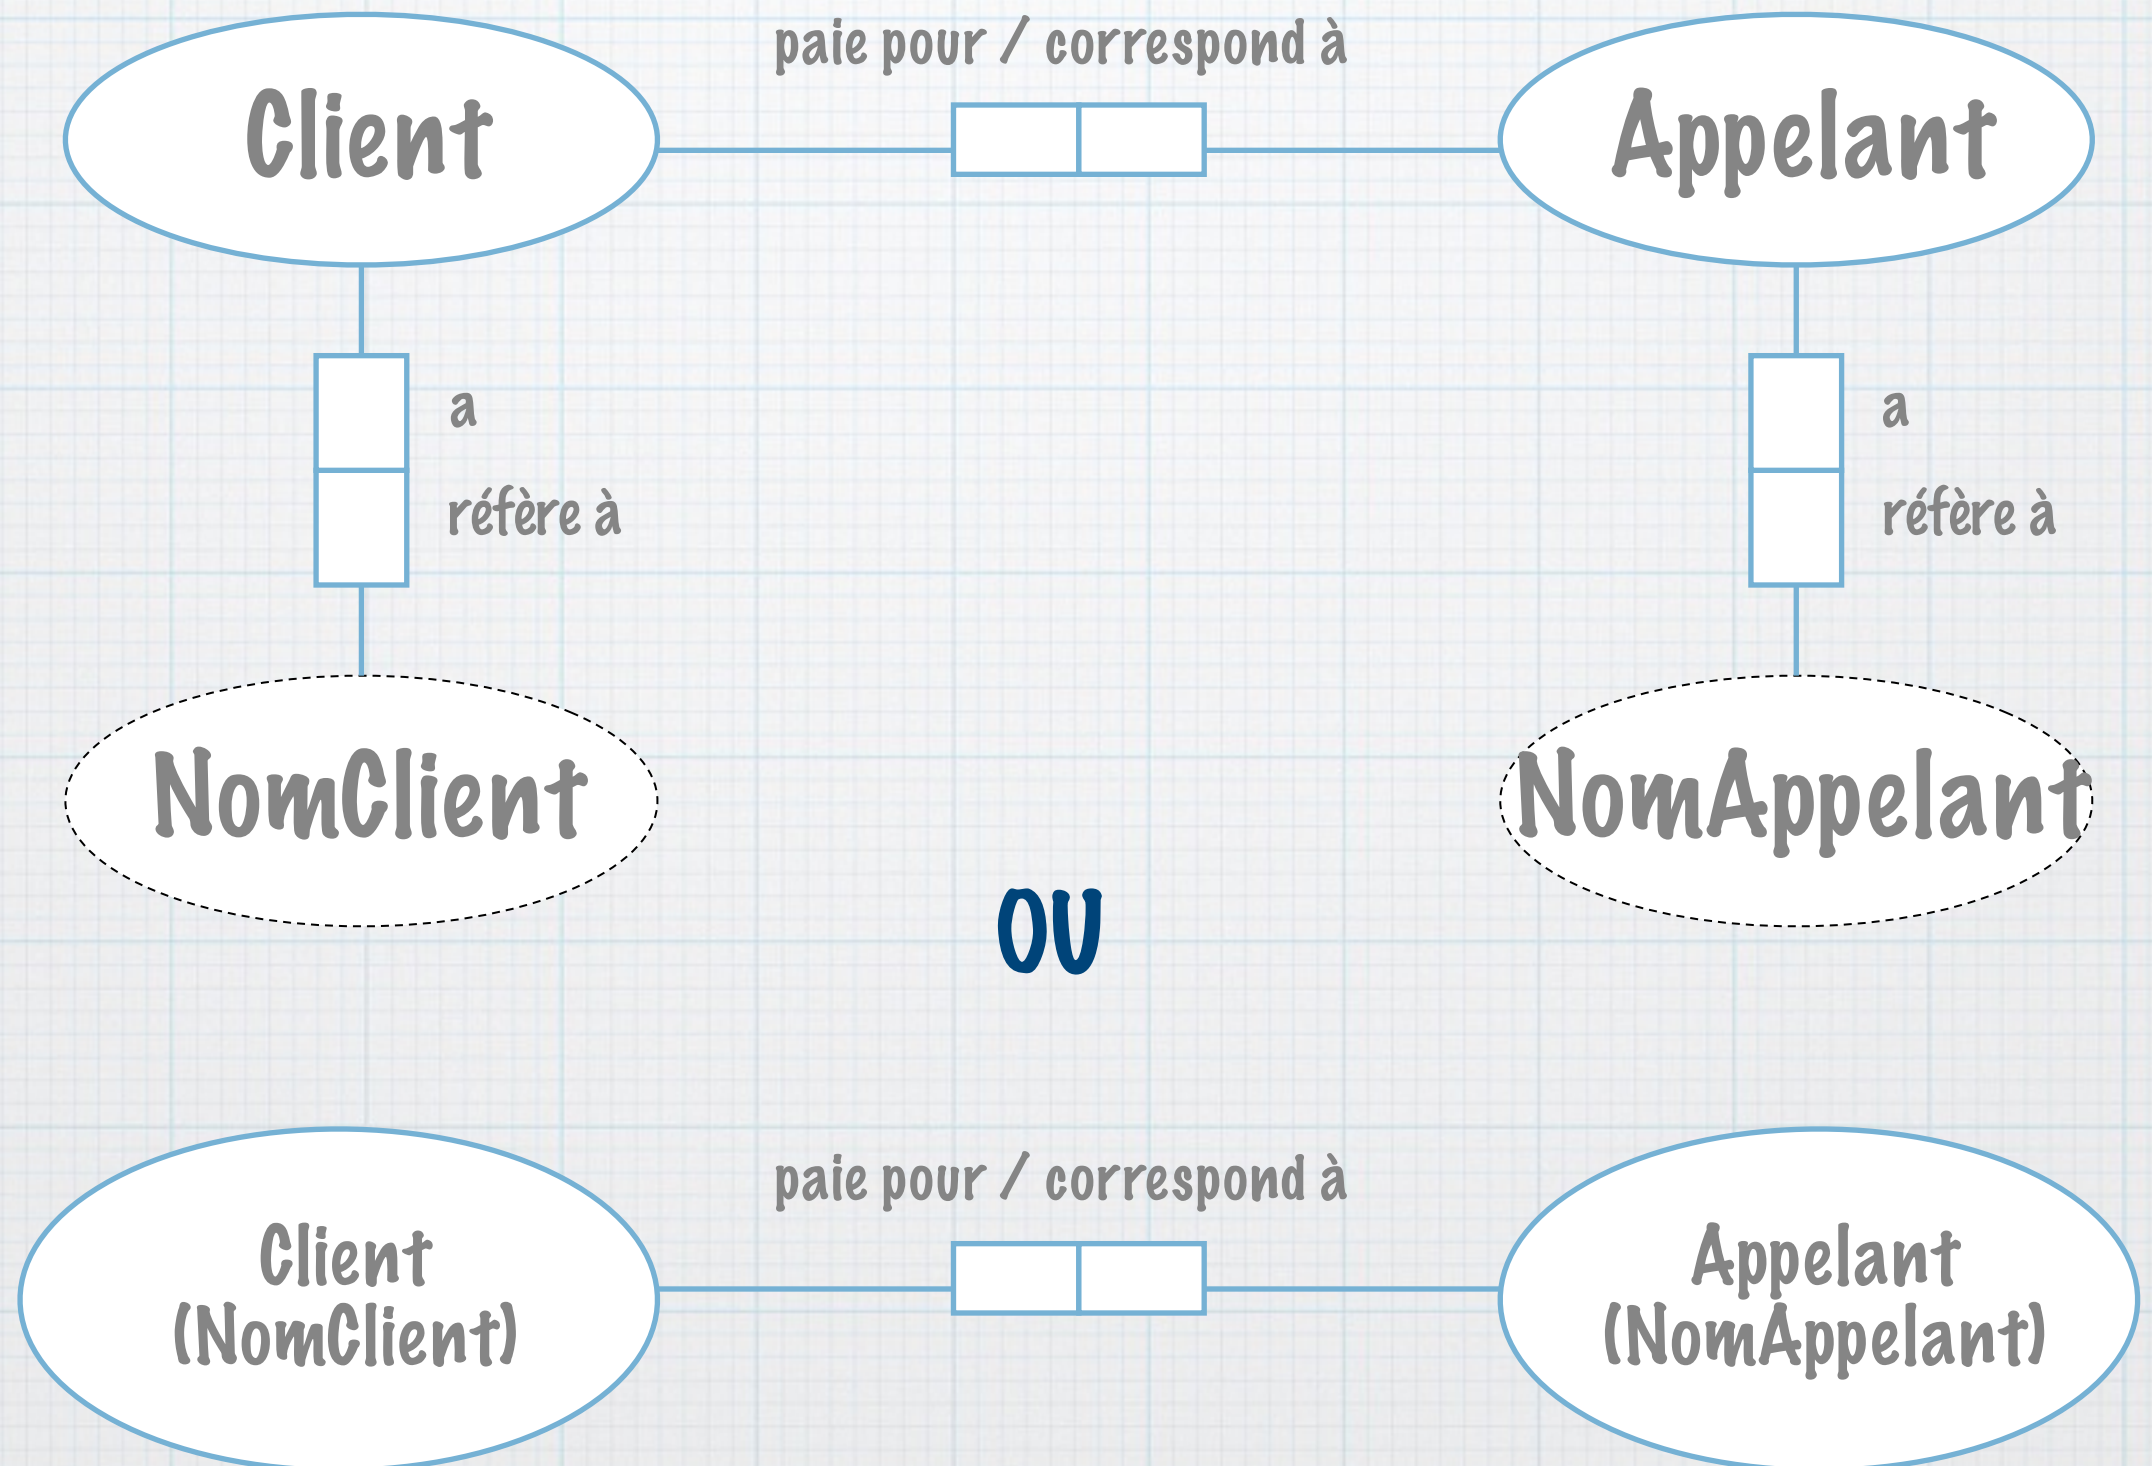 paie pour / correspond à
Client
Appelant
a
a
réfère à
réfère à
NomClient
NomAppelant
OU
paie pour / correspond à
Client
(NomClient)
Appelant
(NomAppelant)